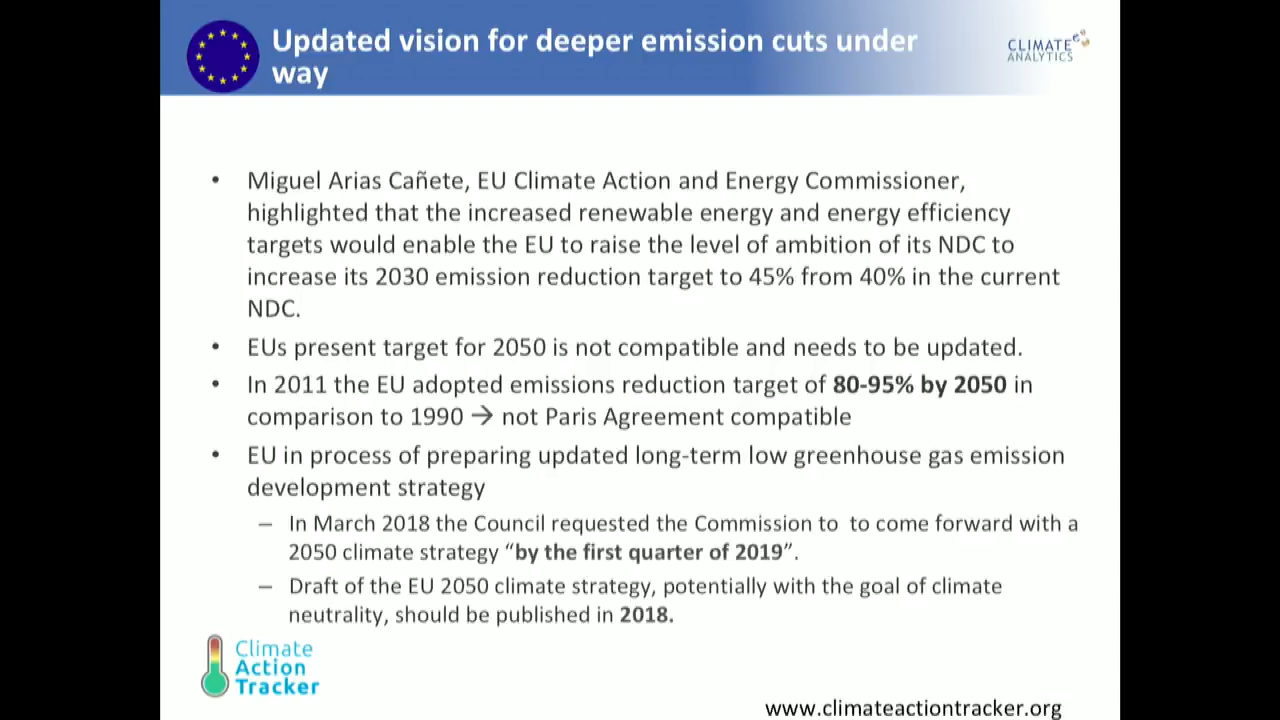 Updated vision for deeper emission cuts under
way
CLIMATE
ANALYTICS
• Miguel Arias Cañete, EU Climate Action and Energy Commissioner,
highlighted that the increased renewable energy and energy efficiency
targets would enable the EU to raise the level of ambition of its NDC to
increase its 2030 emission reduction target to 45% from 40% in the current
NDC.
• EUs present target for 2050 is not compatible and needs to be updated.
• In 2011 the EU adopted emissions reduction target of 80-95% by 2050 in
comparison to 1990 → not Paris Agreement compatible
• EU in process of preparing updated long-term low greenhouse gas emission
development strategy
– In March 2018 the Council requested the Commission to  to come forward with a
2050 climate strategy “by the first quarter of 2019”.
– Draft of the EU 2050 climate strategy, potentially with the goal of climate
neutrality, should be published in 2018.
Climate
Action
Tracker
www.climateactiontracker.org